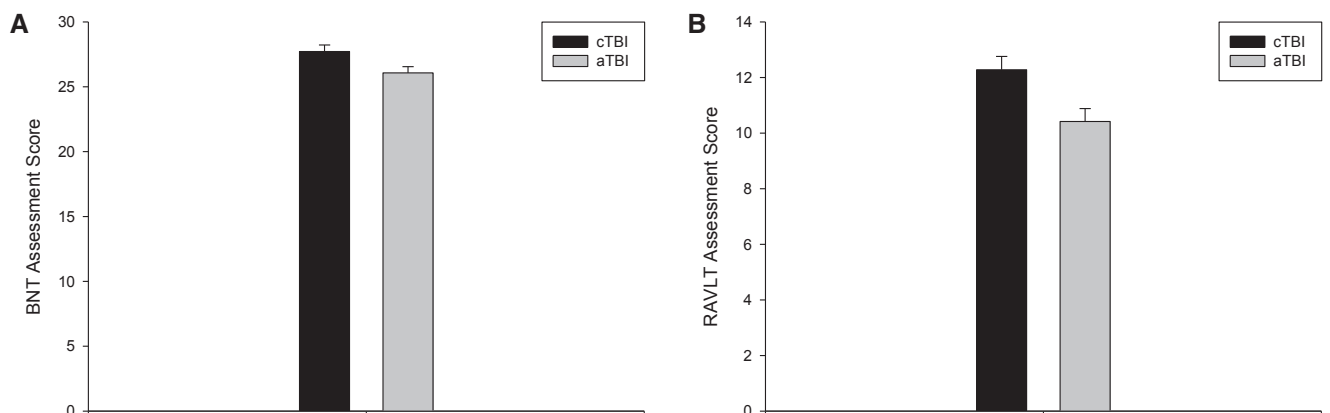 A
BNT Assessment Score
30
25
20
15
10
5
0
cTBI
aTBI
B
RAVLT Assessment Score
14
12
10
8
6
4
2
0
cTBI
aTBI